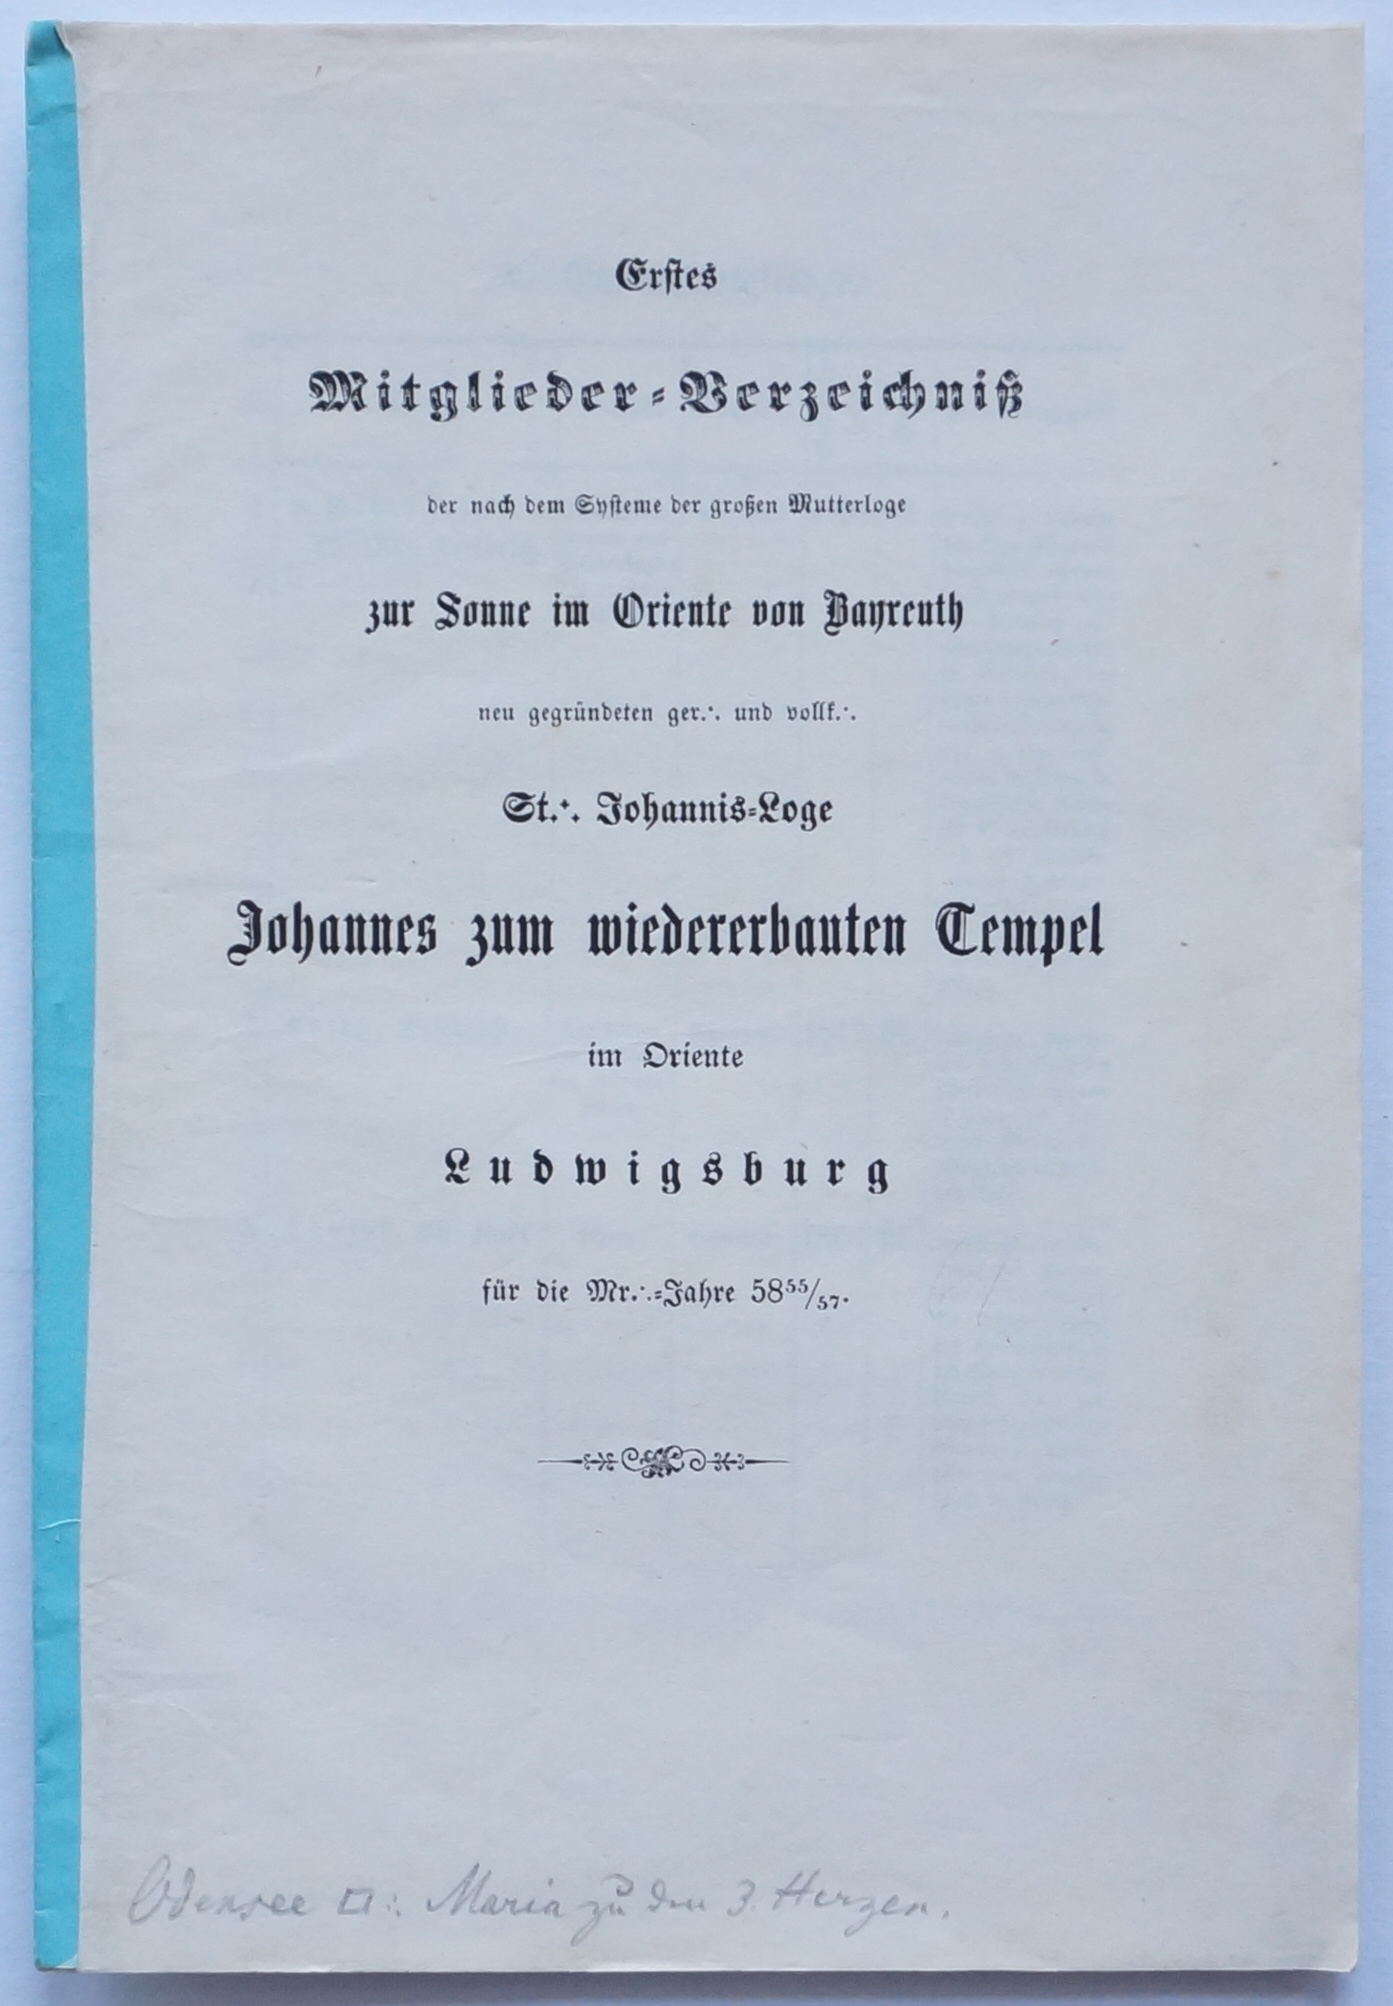 Erstes
Mitglieder-Verzeichniß
der nach dem Systeme der großen Mutterloge
zur Sonne im Oriente von Bayreuth
neu gegründeten ger.·. und vollk.·.
St.·. Johannis-Loge
Johannes zum wiedererbauten Tempel
im Oriente
Ludwigsburg
für die Mr.·.-Jahre 58⁵⁵/₅₇.
Odensee □.·. Maria zu den 3. Herzen.